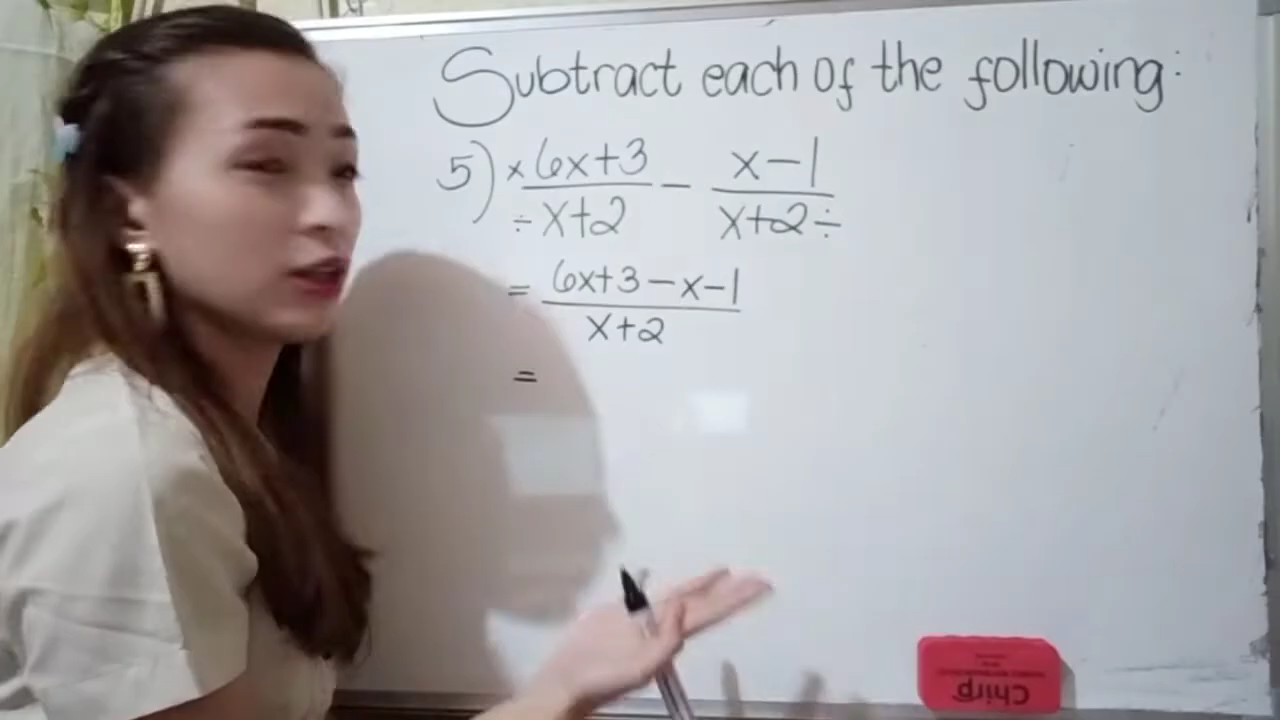 Subtract each of the following:
5) × 6x+3 / ÷ x+2 − x−1 / x+2 ÷
= 6x+3−x−1 / x+2
=
Chirp